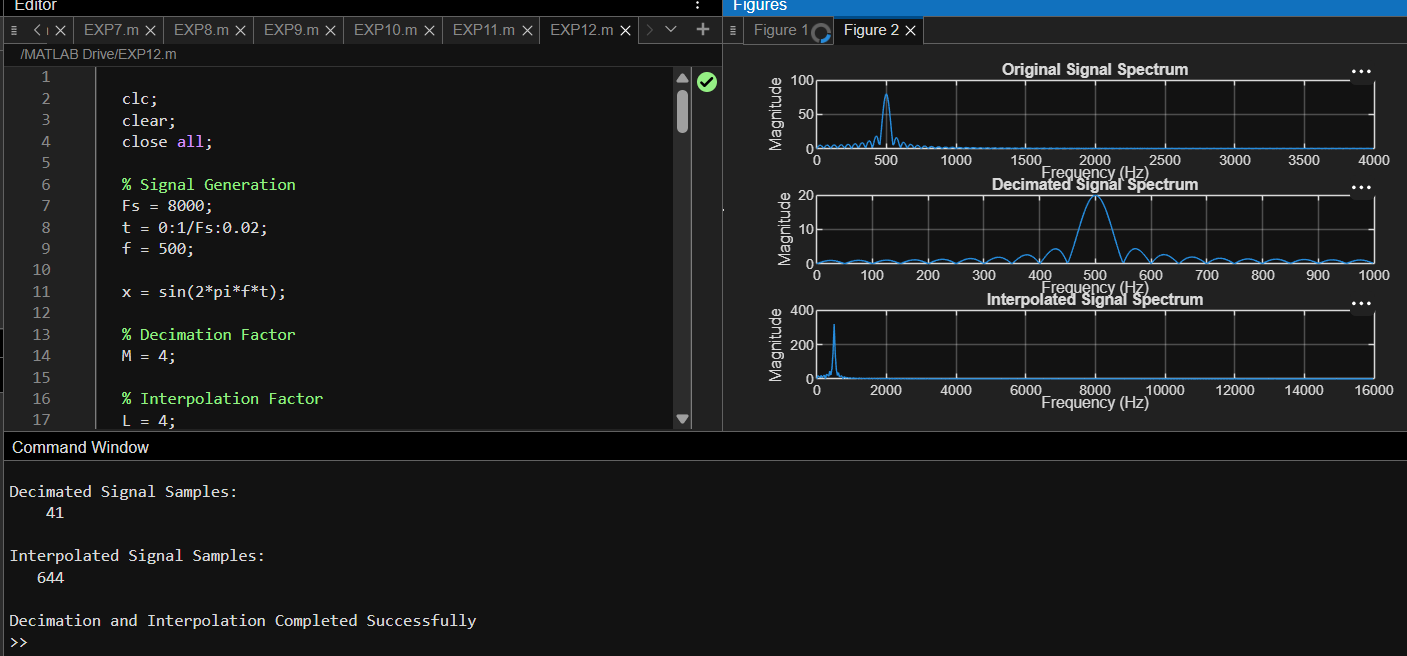 Editor
EXP7.m EXP8.m EXP9.m EXP10.m EXP11.m EXP12.m
/MATLAB Drive/EXP12.m
1
2 clc;
3 clear;
4 close all;
5
6 % Signal Generation
7 Fs = 8000;
8 t = 0:1/Fs:0.02;
9 f = 500;
10
11 x = sin(2*pi*f*t);
12
13 % Decimation Factor
14 M = 4;
15
16 % Interpolation Factor
17 L = 4;
Figures
Figure 1 Figure 2
Original Signal Spectrum
Magnitude
100
50
0
0 500 1000 1500 2000 2500 3000 3500 4000
Frequency (Hz)
Decimated Signal Spectrum
Magnitude
20
10
0
0 100 200 300 400 500 600 700 800 900 1000
Frequency (Hz)
Interpolated Signal Spectrum
Magnitude
400
200
0
0 2000 4000 6000 8000 10000 12000 14000 16000
Frequency (Hz)
Command Window
Decimated Signal Samples:
41
Interpolated Signal Samples:
644
Decimation and Interpolation Completed Successfully
>>